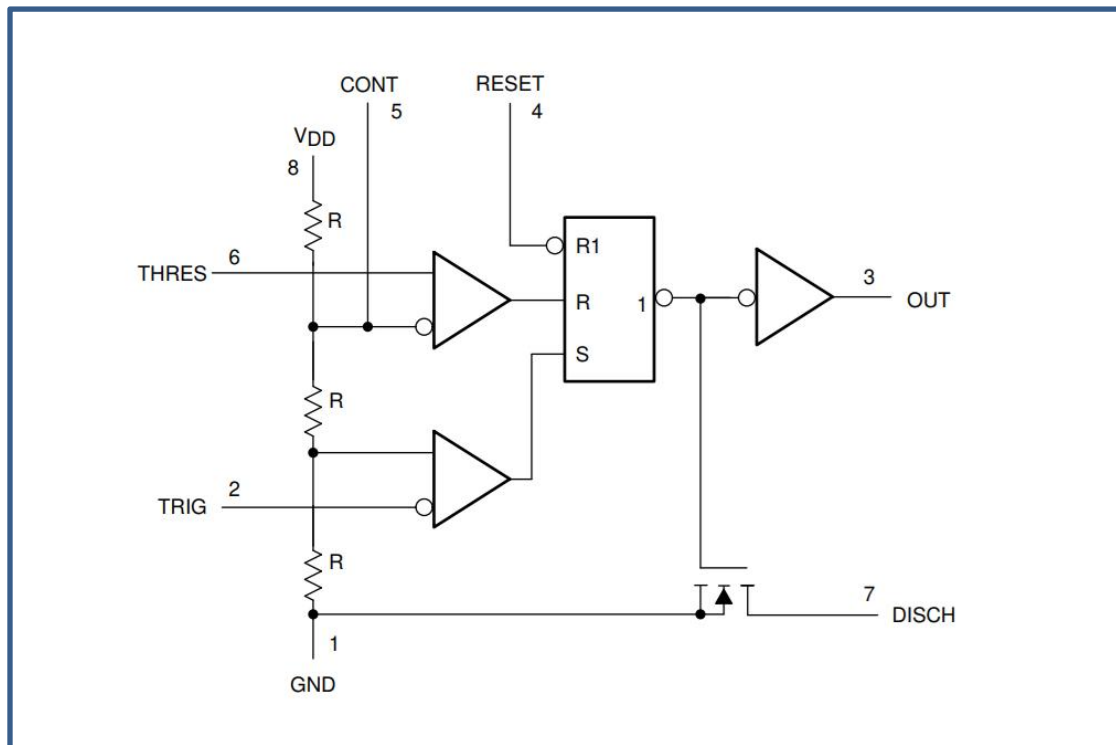 CONT
5
RESET
4
VDD
8
R
THRES
6
R1
R
1
S
3
OUT
R
TRIG
2
R
7
DISCH
1
GND